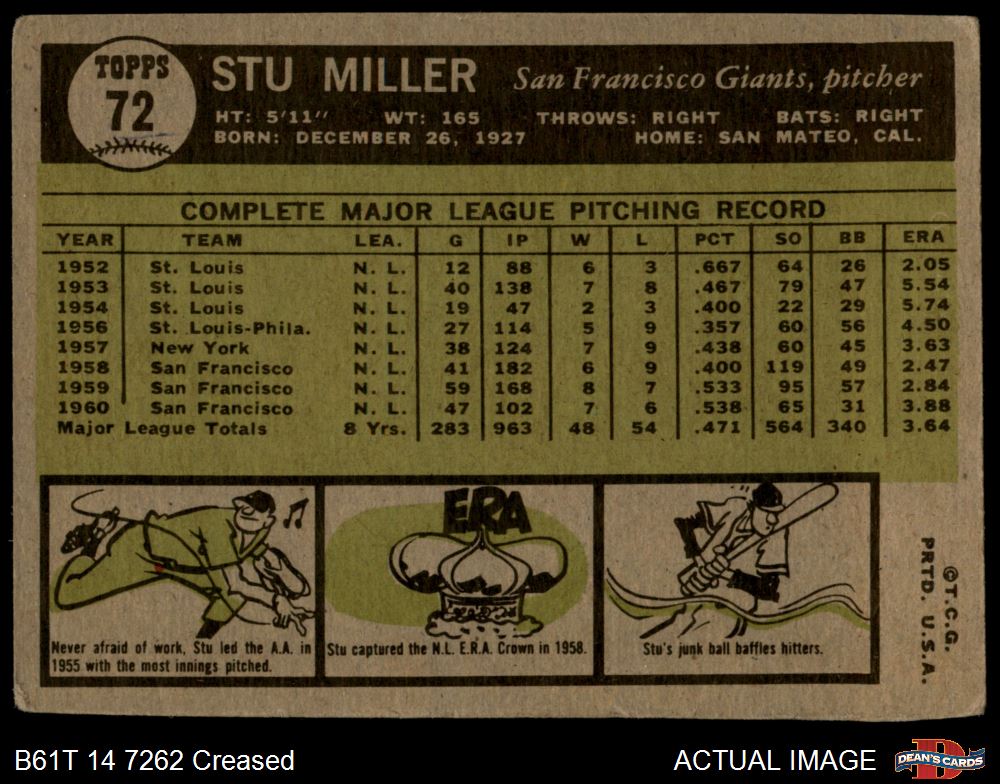 TOPPS
72
STU MILLER San Francisco Giants, pitcher
HT: 5'11" WT: 165 THROWS: RIGHT BATS: RIGHT
BORN: DECEMBER 26, 1927 HOME: SAN MATEO, CAL.
COMPLETE MAJOR LEAGUE PITCHING RECORD
YEAR TEAM LEA. G IP W L PCT SO BB ERA
1952 St. Louis N. L. 12 88 6 3 .667 64 26 2.05
1953 St. Louis N. L. 40 138 7 8 .467 79 47 5.54
1954 St. Louis N. L. 19 47 2 3 .400 22 29 5.74
1956 St. Louis-Phila. N. L. 27 114 5 9 .357 60 56 4.50
1957 New York N. L. 38 124 7 9 .438 60 45 3.63
1958 San Francisco N. L. 41 182 6 9 .400 119 49 2.47
1959 San Francisco N. L. 59 168 8 7 .533 95 57 2.84
1960 San Francisco N. L. 47 102 7 6 .538 65 31 3.88
Major League Totals 8 Yrs. 283 963 48 54 .471 564 340 3.64
Never afraid of work, Stu led the A.A. in
1955 with the most innings pitched.
ERA
Stu captured the N.L. E.R.A. Crown in 1958.
Stu's junk ball baffles hitters.
©T.C.G.
PRTD. U.S.A.
B61T 14 7262 Creased ACTUAL IMAGE
DEAN'S CARDS